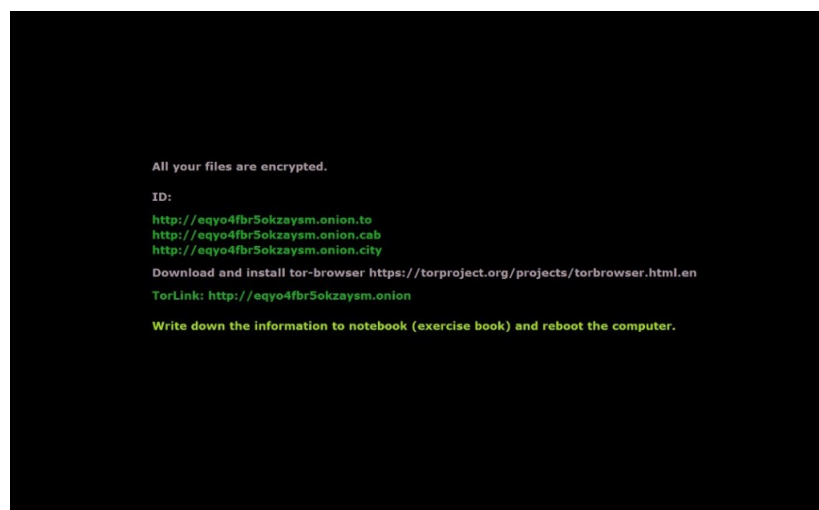 All your files are encrypted.
ID:
http://eqyo4fbr5okzaysm.onion.to
http://eqyo4fbr5okzaysm.onion.cab
http://eqyo4fbr5okzaysm.onion.city
Download and install tor-browser https://torproject.org/projects/torbrowser.html.en
TorLink: http://eqyo4fbr5okzaysm.onion
Write down the information to notebook (exercise book) and reboot the computer.